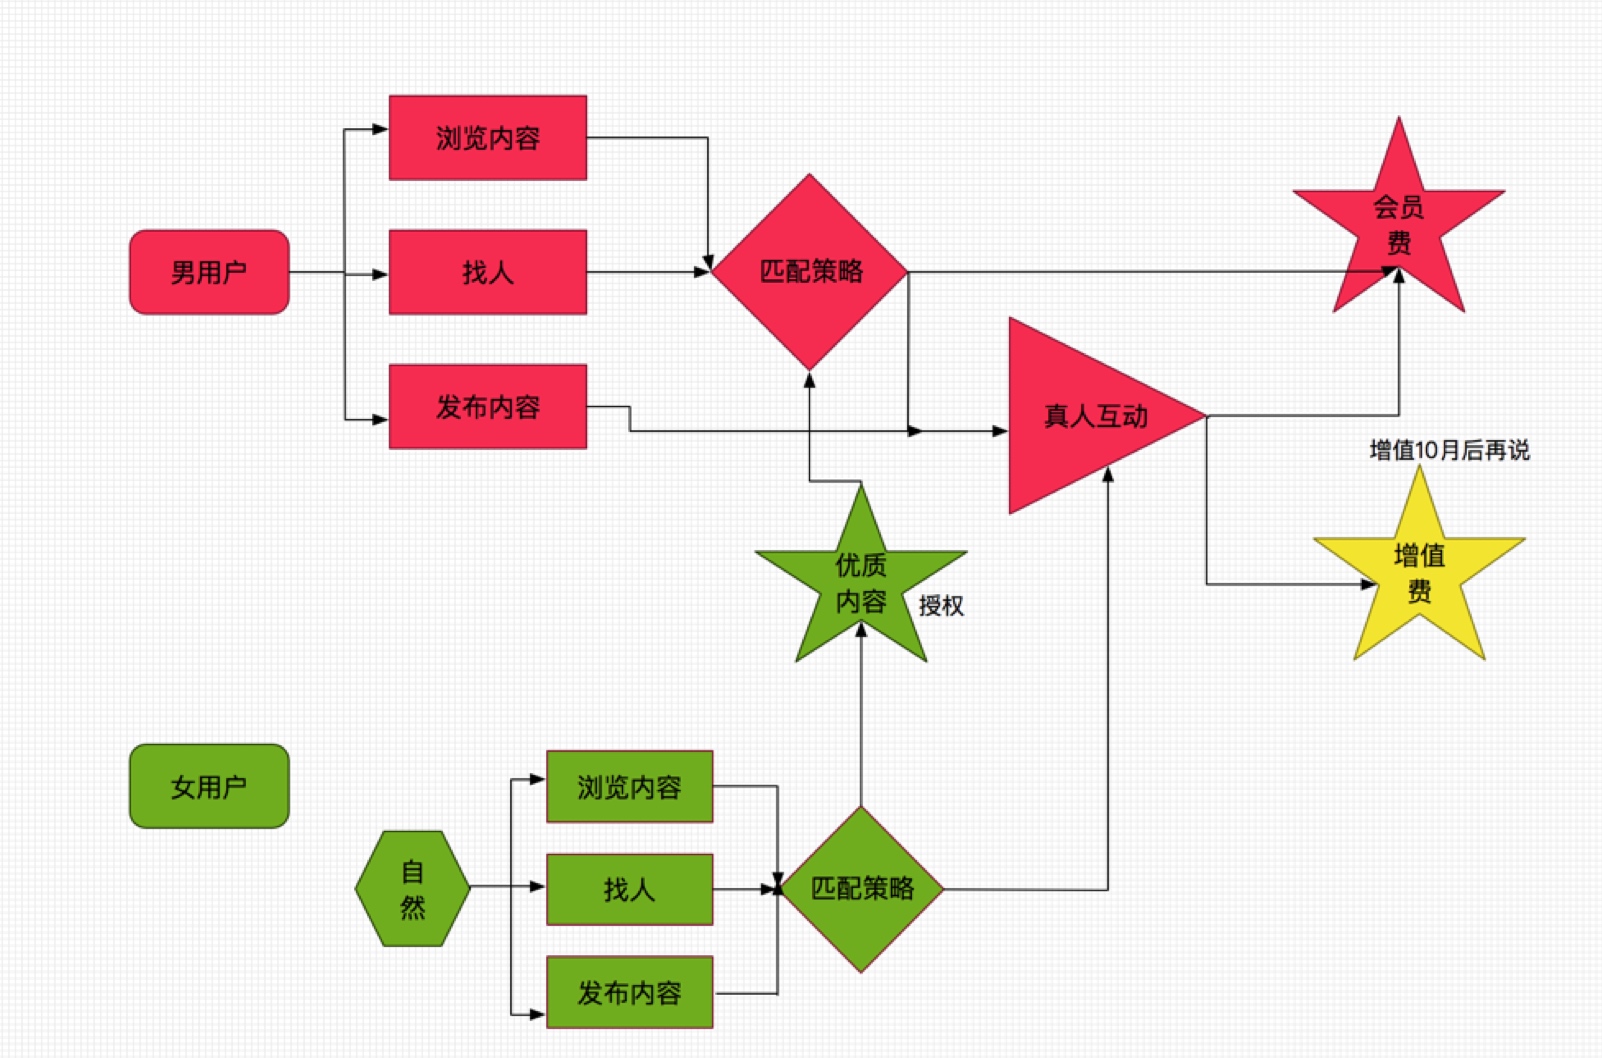 浏览内容
男用户
找人
发布内容
匹配策略
真人互动
会员
费
增值10月后再说
增值
费
优质
内容
授权
女用户
自
然
浏览内容
找人
发布内容
匹配策略